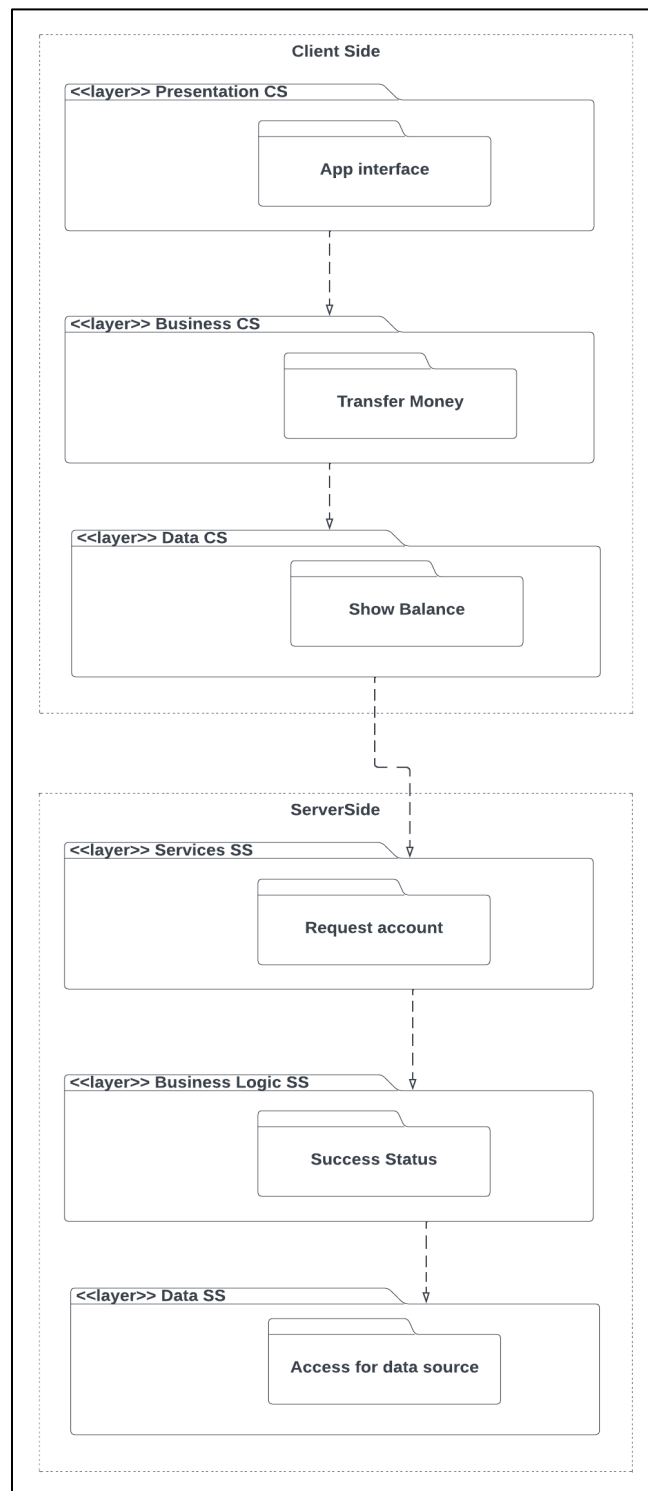 Client Side
<<layer>> Presentation CS
App interface
<<layer>> Business CS
Transfer Money
<<layer>> Data CS
Show Balance
ServerSide
<<layer>> Services SS
Request account
<<layer>> Business Logic SS
Success Status
<<layer>> Data SS
Access for data source